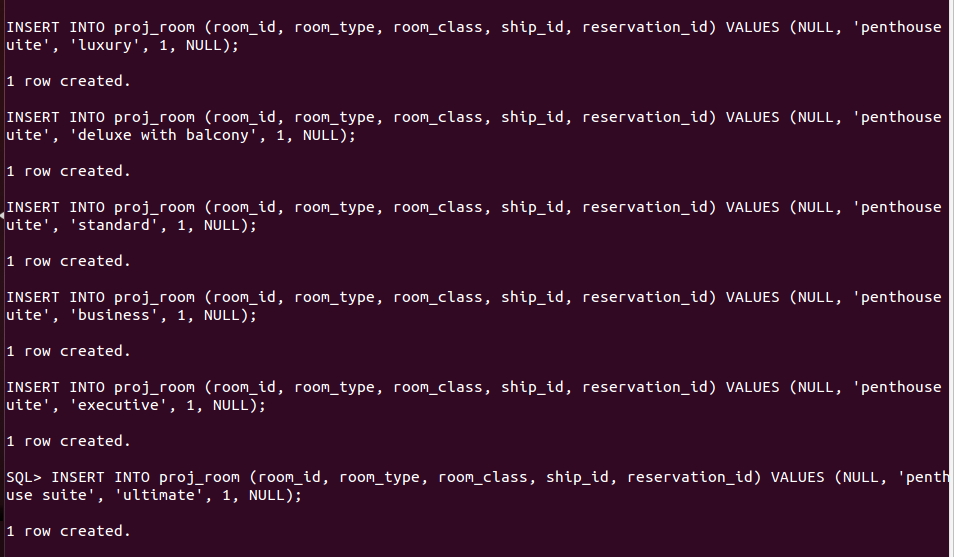 INSERT INTO proj_room (room_id, room_type, room_class, ship_id, reservation_id) VALUES (NULL, 'penthouse
uite', 'luxury', 1, NULL);
1 row created.
INSERT INTO proj_room (room_id, room_type, room_class, ship_id, reservation_id) VALUES (NULL, 'penthouse
uite', 'deluxe with balcony', 1, NULL);
1 row created.
INSERT INTO proj_room (room_id, room_type, room_class, ship_id, reservation_id) VALUES (NULL, 'penthouse
uite', 'standard', 1, NULL);
1 row created.
INSERT INTO proj_room (room_id, room_type, room_class, ship_id, reservation_id) VALUES (NULL, 'penthouse
uite', 'business', 1, NULL);
1 row created.
INSERT INTO proj_room (room_id, room_type, room_class, ship_id, reservation_id) VALUES (NULL, 'penthouse
uite', 'executive', 1, NULL);
1 row created.
SQL> INSERT INTO proj_room (room_id, room_type, room_class, ship_id, reservation_id) VALUES (NULL, 'penth
use suite', 'ultimate', 1, NULL);
1 row created.